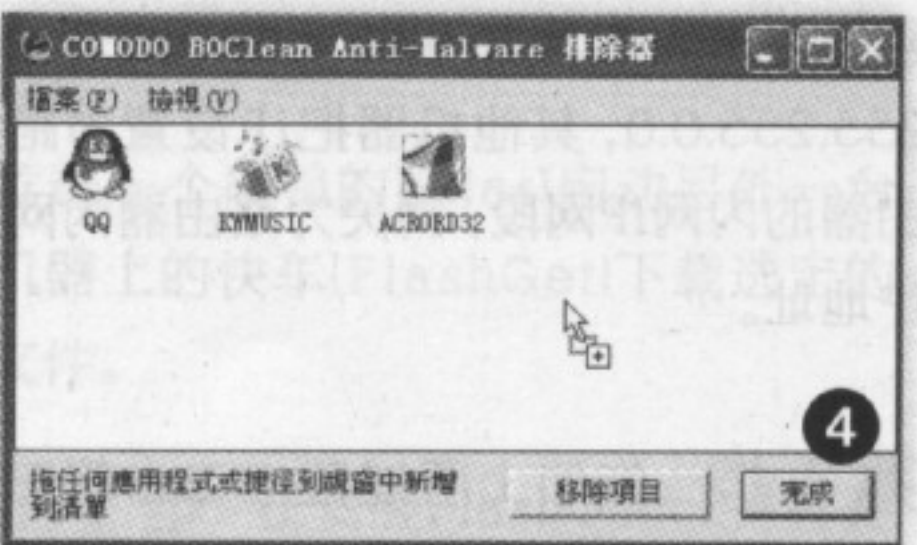 COMODO BOClean Anti-Malware 排除器
檔案(F) 檢視(V)
QQ KWMUSIC ACRORD32
4
拖任何應用程式或捷徑到視窗中新增
到清單
移除項目 完成